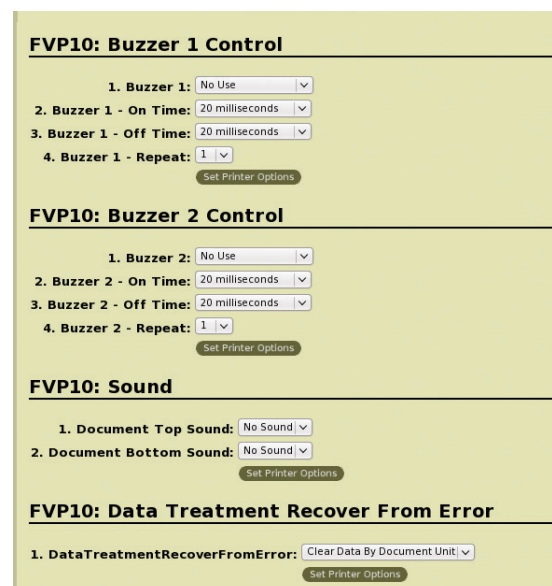 FVP10: Buzzer 1 Control
1. Buzzer 1: No Use
2. Buzzer 1 - On Time: 20 milliseconds
3. Buzzer 1 - Off Time: 20 milliseconds
4. Buzzer 1 - Repeat: 1
Set Printer Options
FVP10: Buzzer 2 Control
1. Buzzer 2: No Use
2. Buzzer 2 - On Time: 20 milliseconds
3. Buzzer 2 - Off Time: 20 milliseconds
4. Buzzer 2 - Repeat: 1
Set Printer Options
FVP10: Sound
1. Document Top Sound: No Sound
2. Document Bottom Sound: No Sound
Set Printer Options
FVP10: Data Treatment Recover From Error
1. DataTreatmentRecoverFromError: Clear Data By Document Unit
Set Printer Options